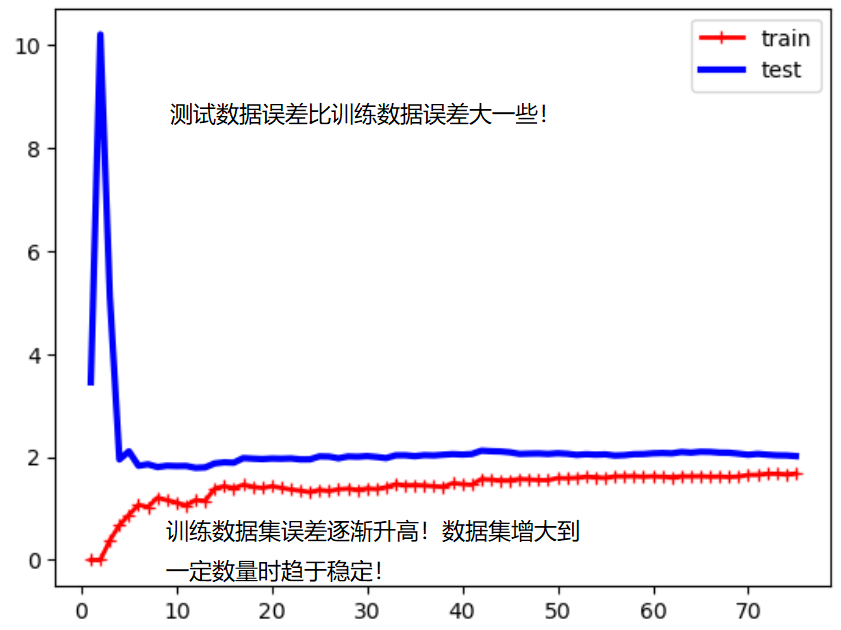 10
train
test
测试数据误差比训练数据误差大一些！
8
6
4
2
训练数据集误差逐渐升高！数据集增大到
一定数量时趋于稳定！
0
0 10 20 30 40 50 60 70